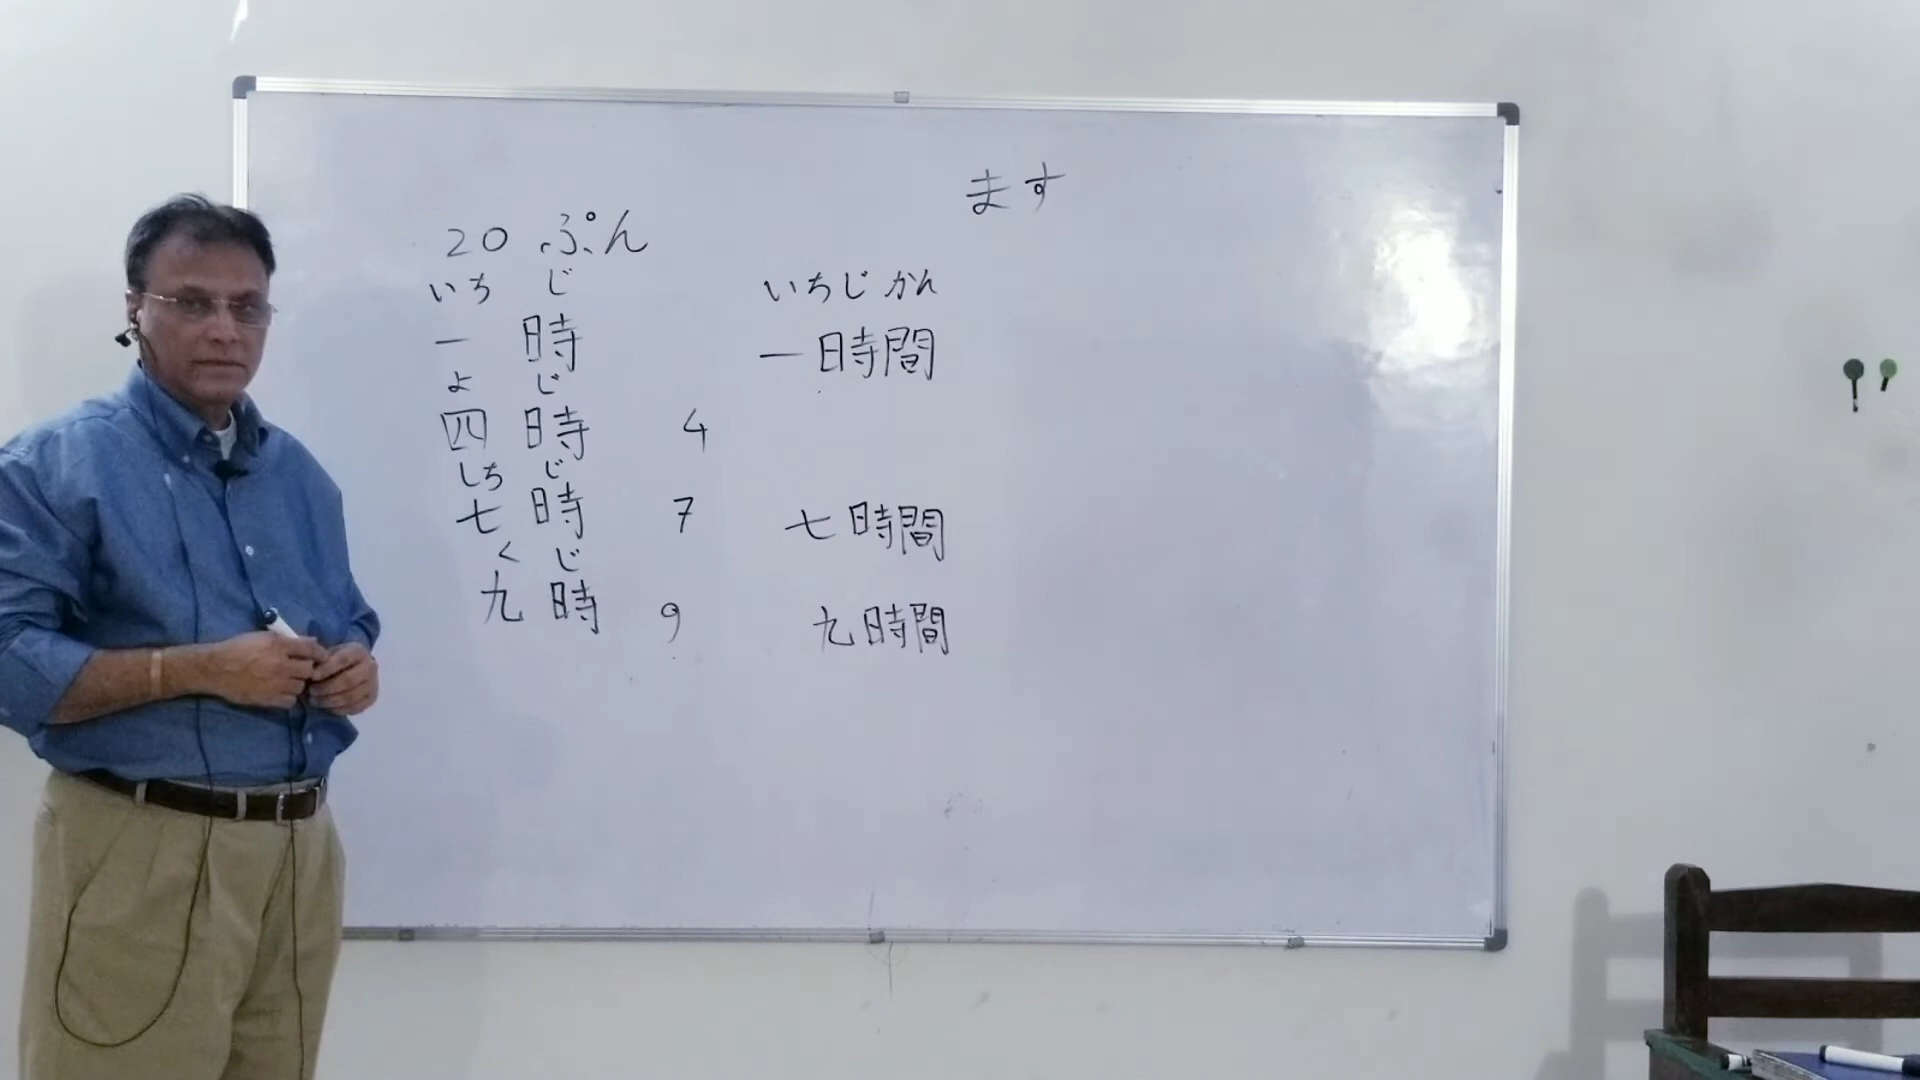 ます
20 ぷん
いち じ いちじかん
一 時 一時間
よ じ
四 時 4
しち じ
七 時 7 七時間
く じ
九 時 9 九時間